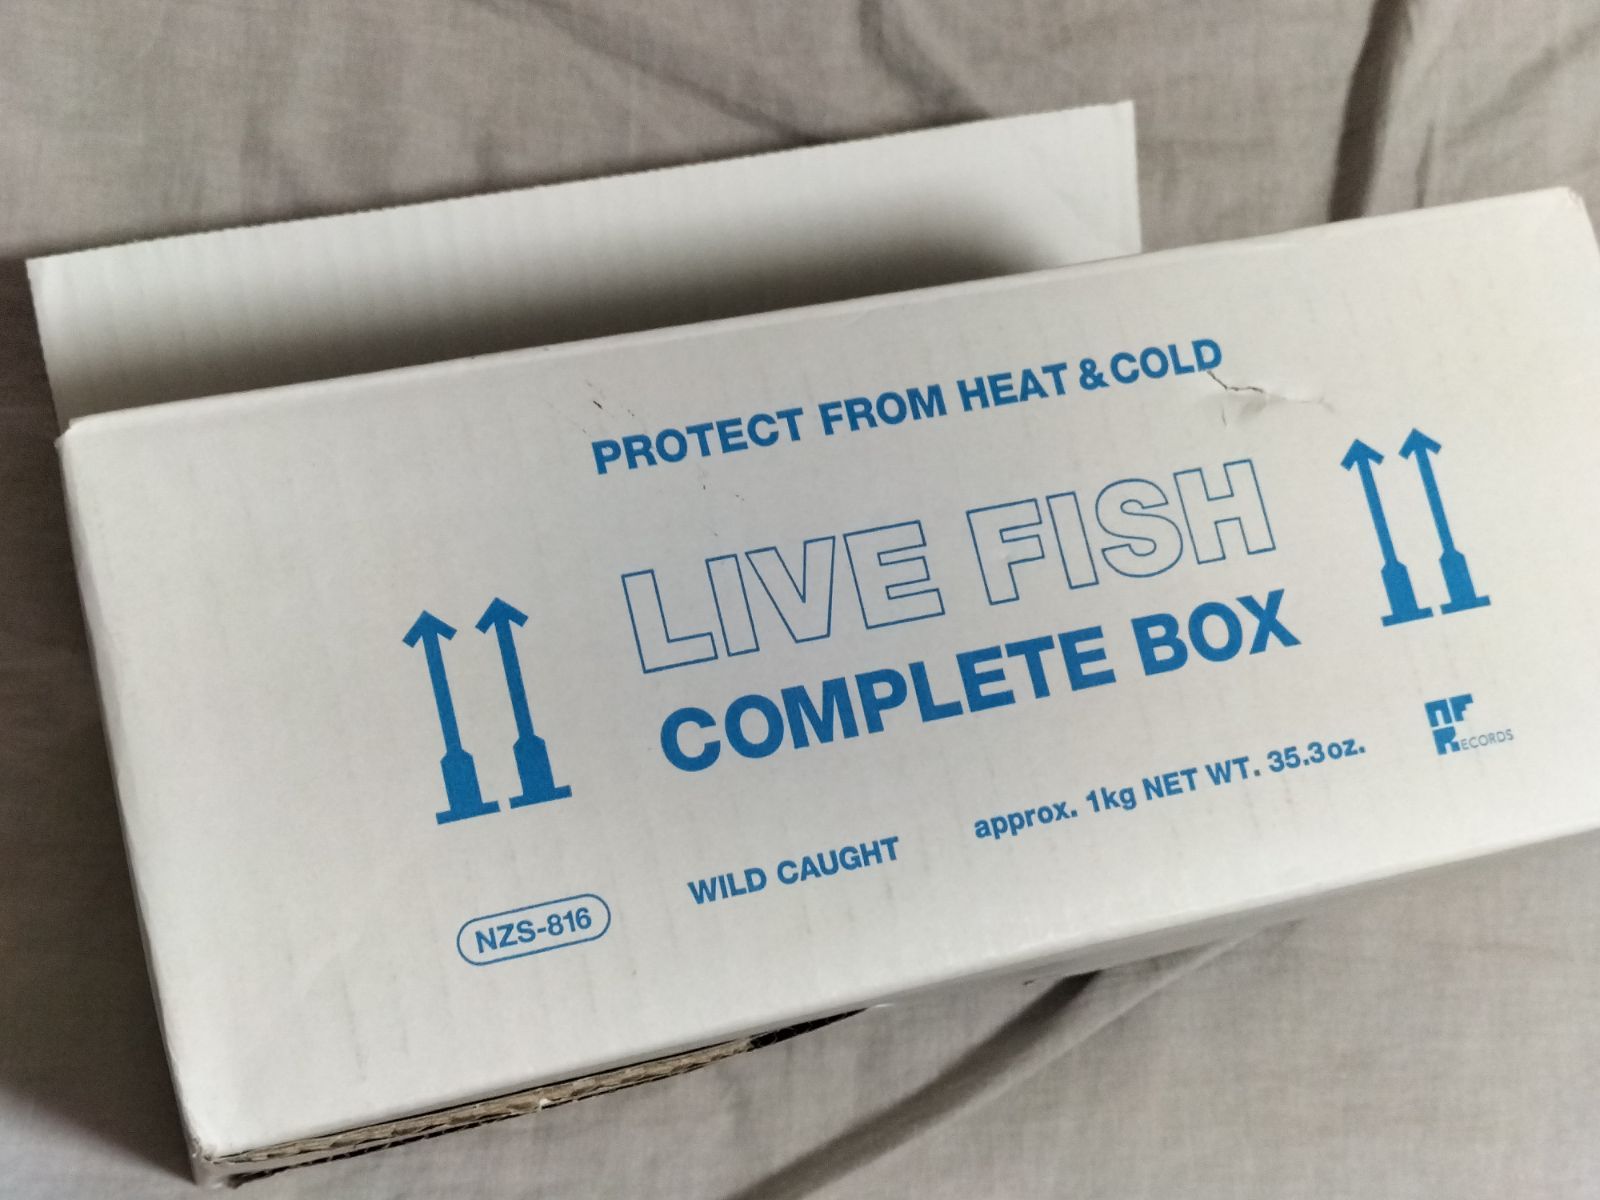 PROTECT FROM HEAT & COLD
LIVE FISH
COMPLETE BOX
NZS-816
WILD CAUGHT
approx. 1kg NET WT. 35.3oz.
NF
RECORDS